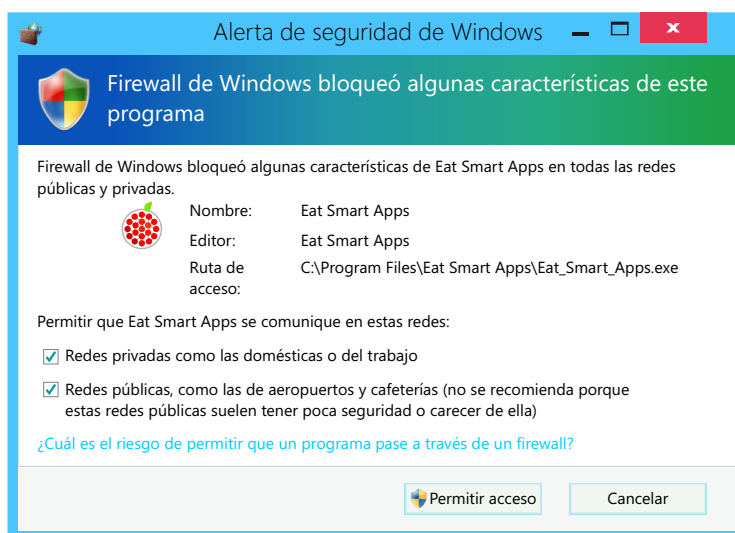 Alerta de seguridad de Windows
Firewall de Windows bloqueó algunas características de este
programa
Firewall de Windows bloqueó algunas características de Eat Smart Apps en todas las redes
públicas y privadas.
Nombre: Eat Smart Apps
Editor: Eat Smart Apps
Ruta de C:\Program Files\Eat Smart Apps\Eat_Smart_Apps.exe
acceso:
Permitir que Eat Smart Apps se comunique en estas redes:
Redes privadas como las domésticas o del trabajo
Redes públicas, como las de aeropuertos y cafeterías (no se recomienda porque
estas redes públicas suelen tener poca seguridad o carecer de ella)
¿Cuál es el riesgo de permitir que un programa pase a través de un firewall?
Permitir acceso Cancelar